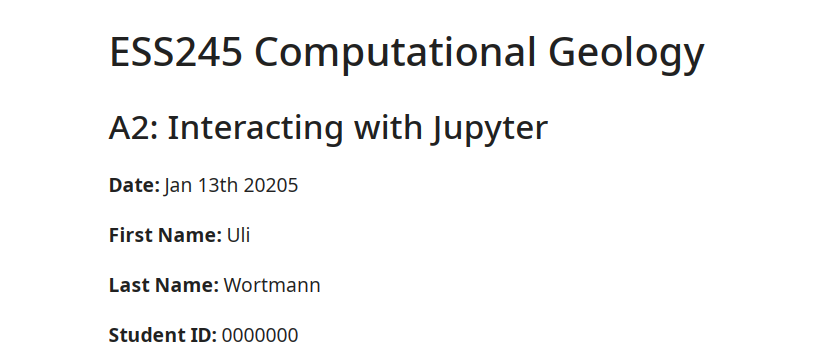 ESS245 Computational Geology
A2: Interacting with Jupyter
Date: Jan 13th 20205
First Name: Uli
Last Name: Wortmann
Student ID: 0000000